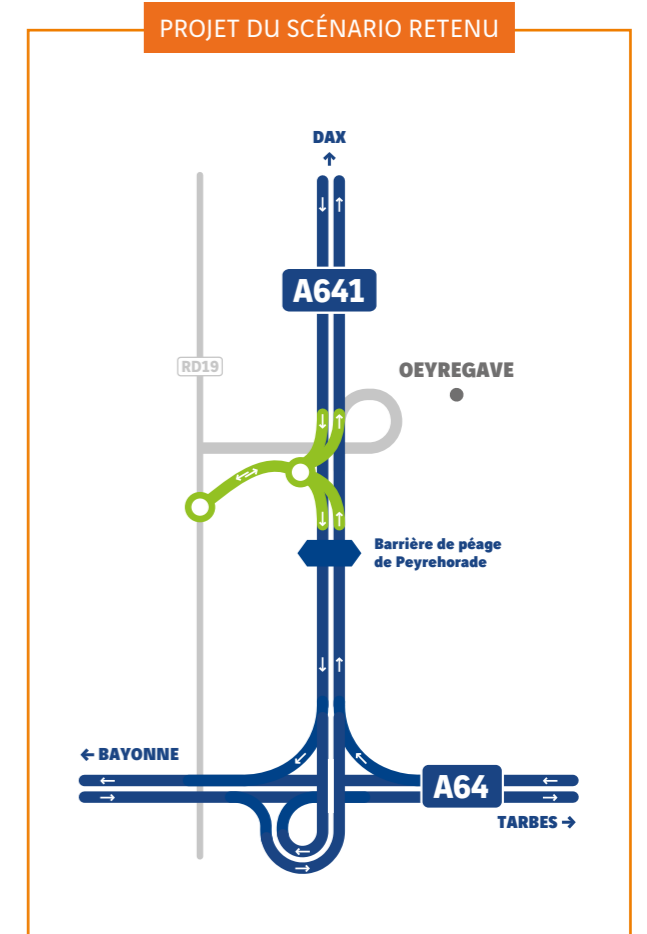 PROJET DU SCÉNARIO RETENU
DAX
↑
A641
RD19
OEYREGAVE
Barrière de péage
de Peyrehorade
← BAYONNE
A64
TARBES →